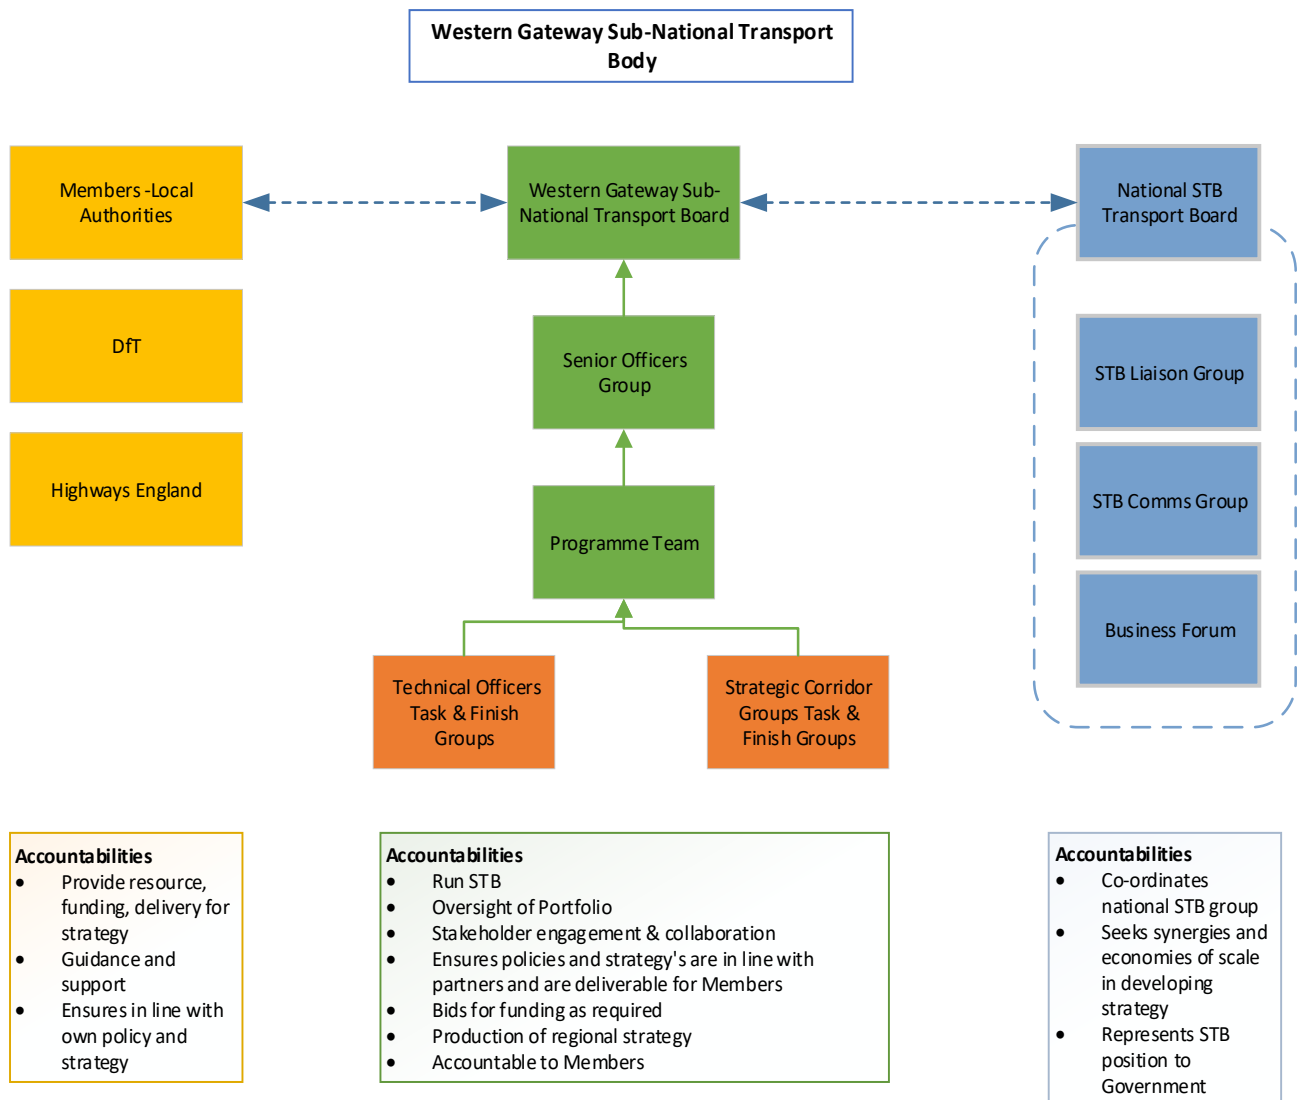 Western Gateway Sub-National Transport
Body
Members -Local
Authorities
Western Gateway Sub-
National Transport Board
National STB
Transport Board
DfT
Senior Officers
Group
STB Liaison Group
Highways England
Programme Team
STB Comms Group
Business Forum
Technical Officers
Task & Finish
Groups
Strategic Corridor
Groups Task &
Finish Groups
Accountabilities
• Provide resource,
funding, delivery for
strategy
• Guidance and
support
• Ensures in line with
own policy and
strategy
Accountabilities
• Run STB
• Oversight of Portfolio
• Stakeholder engagement & collaboration
• Ensures policies and strategy's are in line with
partners and are deliverable for Members
• Bids for funding as required
• Production of regional strategy
• Accountable to Members
Accountabilities
• Co-ordinates
national STB group
• Seeks synergies and
economies of scale
in developing
strategy
• Represents STB
position to
Government